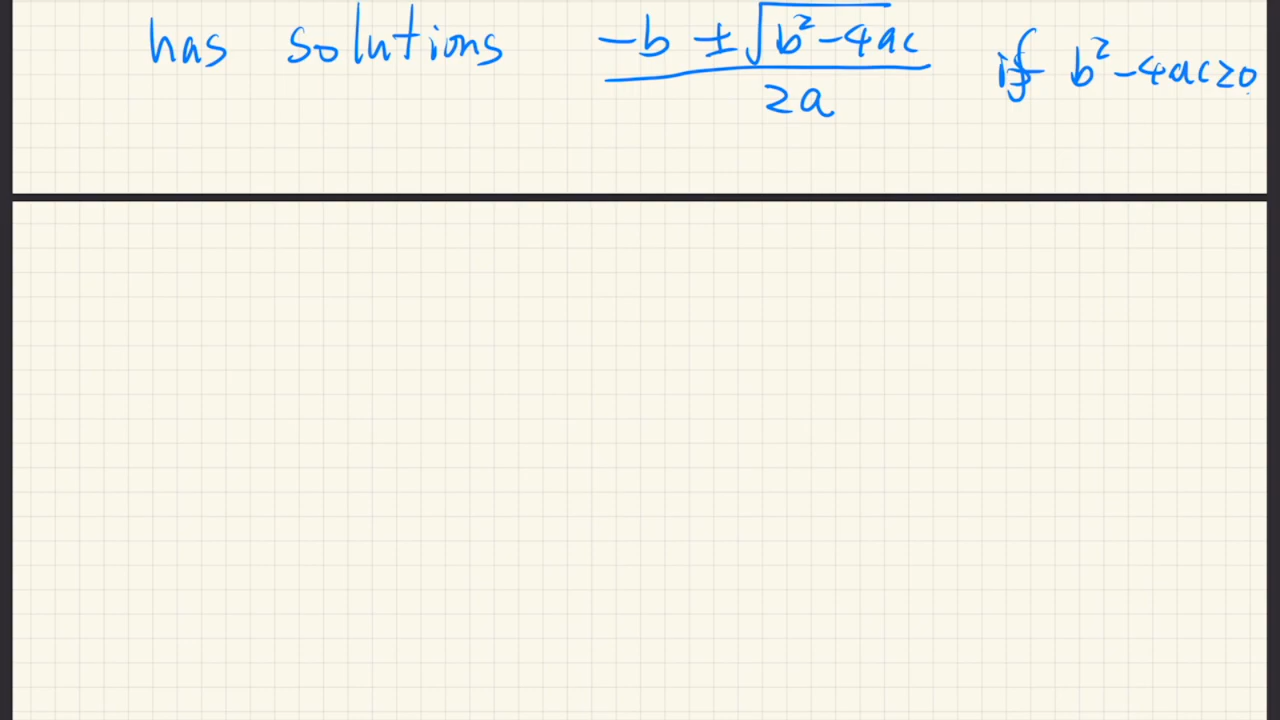 has solutions (-b ± √(b² - 4ac)) / 2a if b² - 4ac ≥ 0